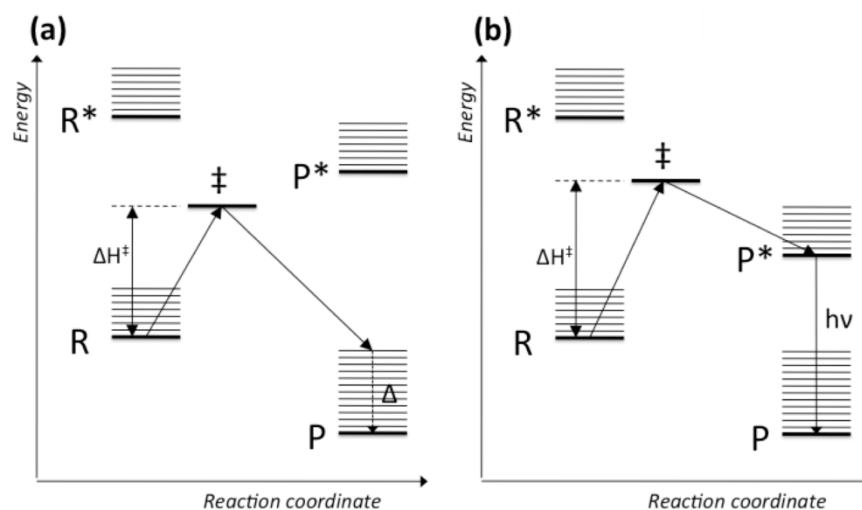 (a)
Energy
R*
‡
P*
ΔH‡
R
Δ
P
Reaction coordinate
(b)
Energy
R*
‡
P*
ΔH‡
R
hν
P
Reaction coordinate